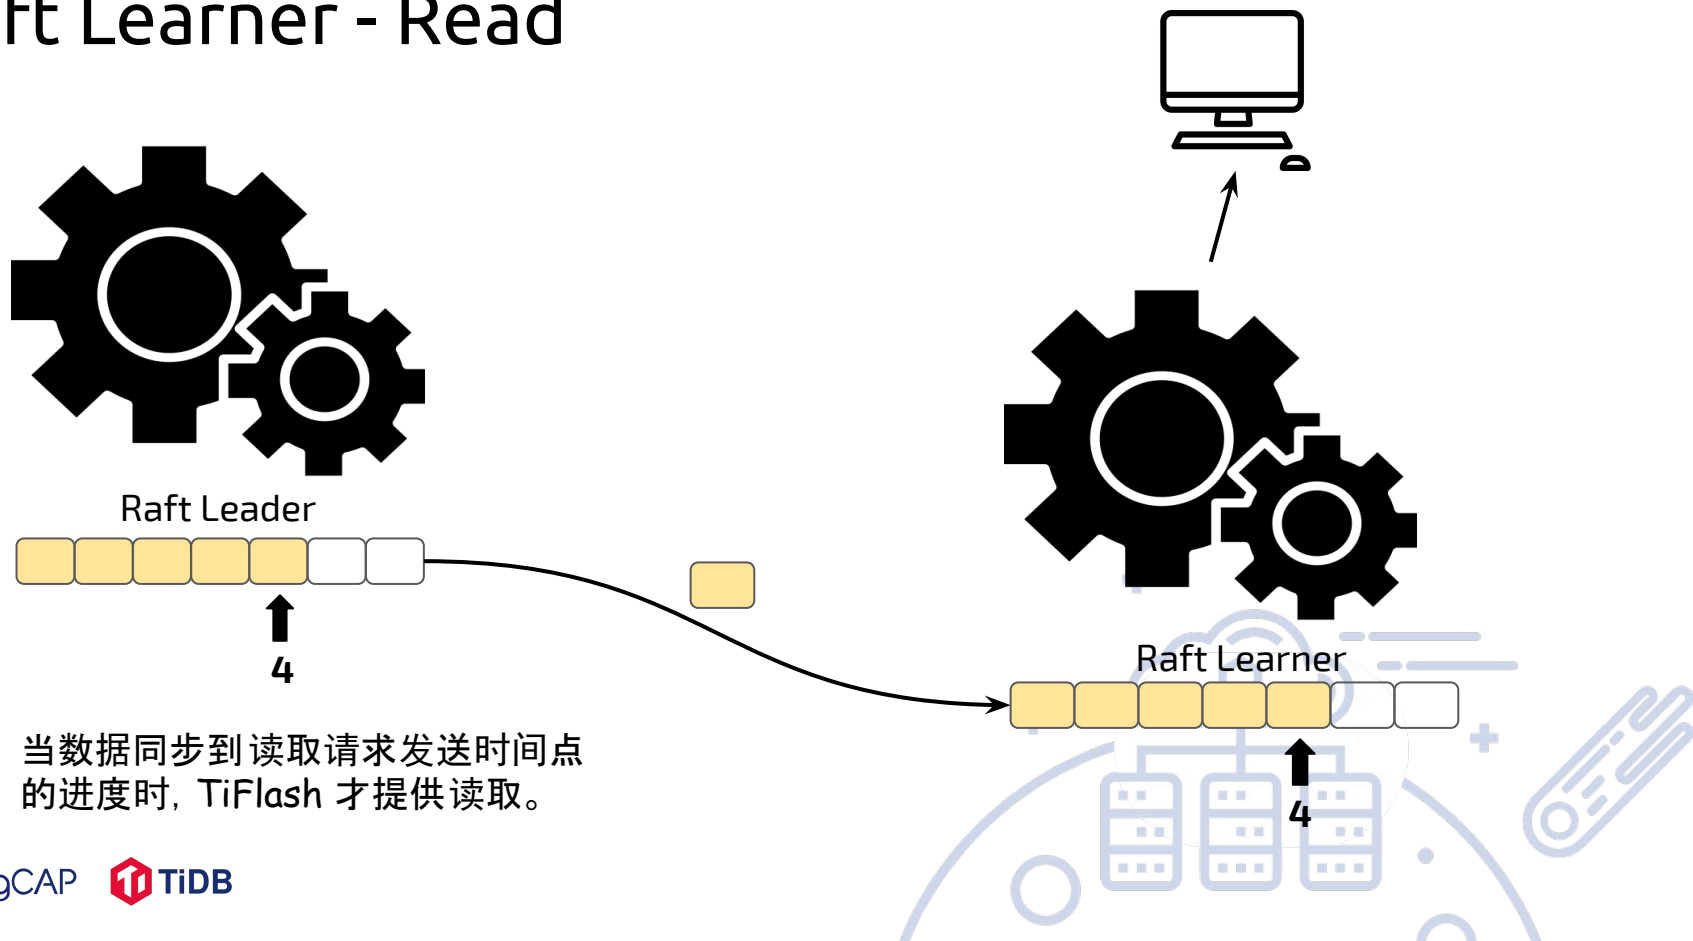 ft Learner - Read
Raft Leader
4
Raft Learner
4
当数据同步到读取请求发送时间点
的进度时，TiFlash 才提供读取。
gCAP TiDB